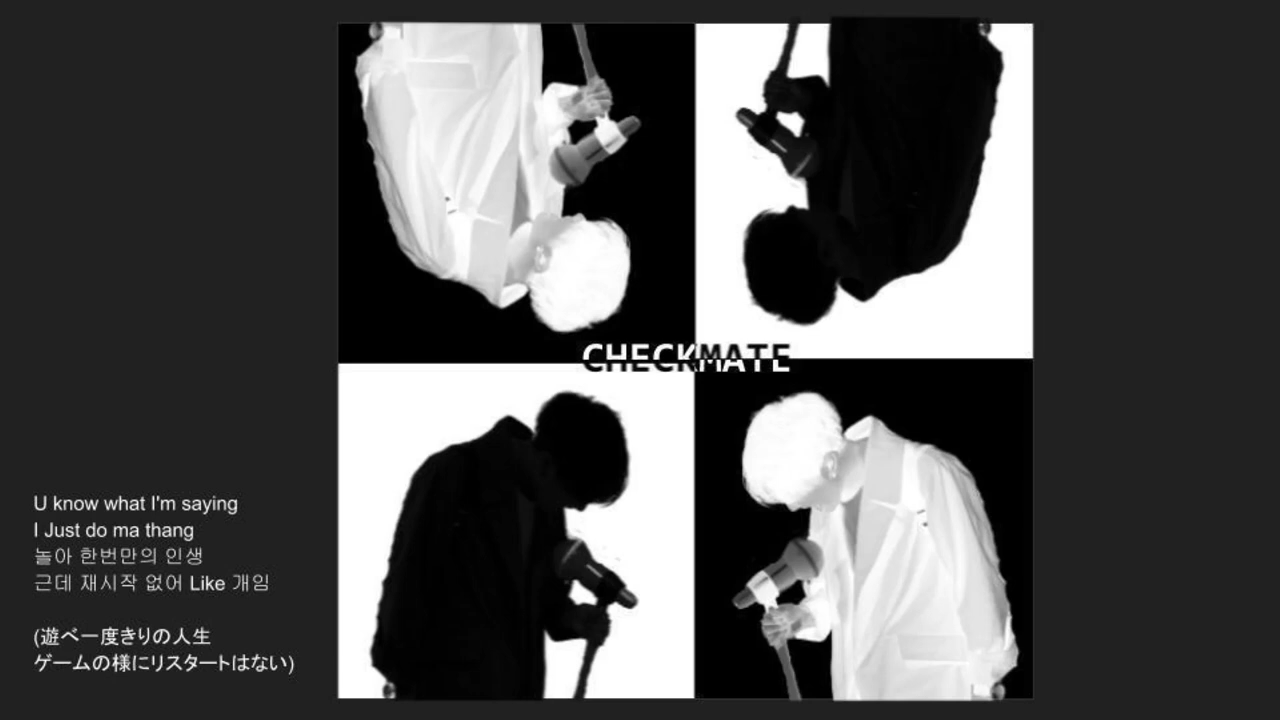 CHECKMATE
U know what I'm saying
I Just do ma thang
놀아 한번만의 인생
근데 재시작 없어 Like 개임
(遊べ一度きりの人生
ゲームの様にリスタートはない)